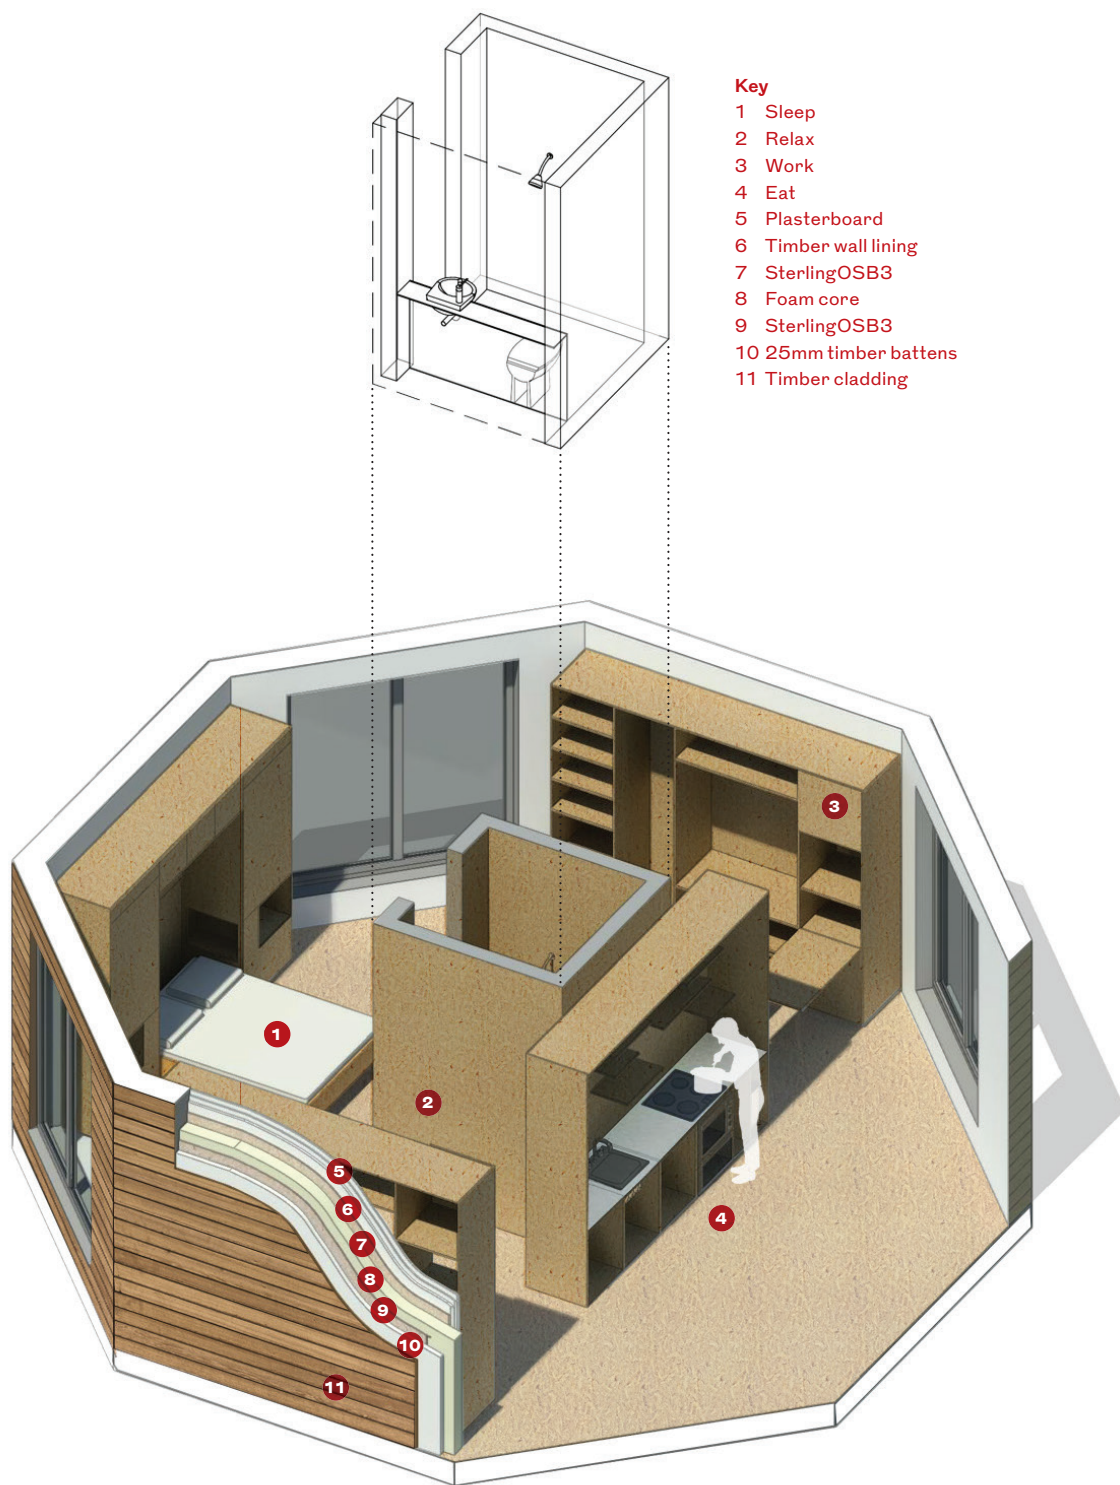 Key
1 Sleep
2 Relax
3 Work
4 Eat
5 Plasterboard
6 Timber wall lining
7 SterlingOSB3
8 Foam core
9 SterlingOSB3
10 25mm timber battens
11 Timber cladding
3
1
2
5
6
4
7
8
9
10
11